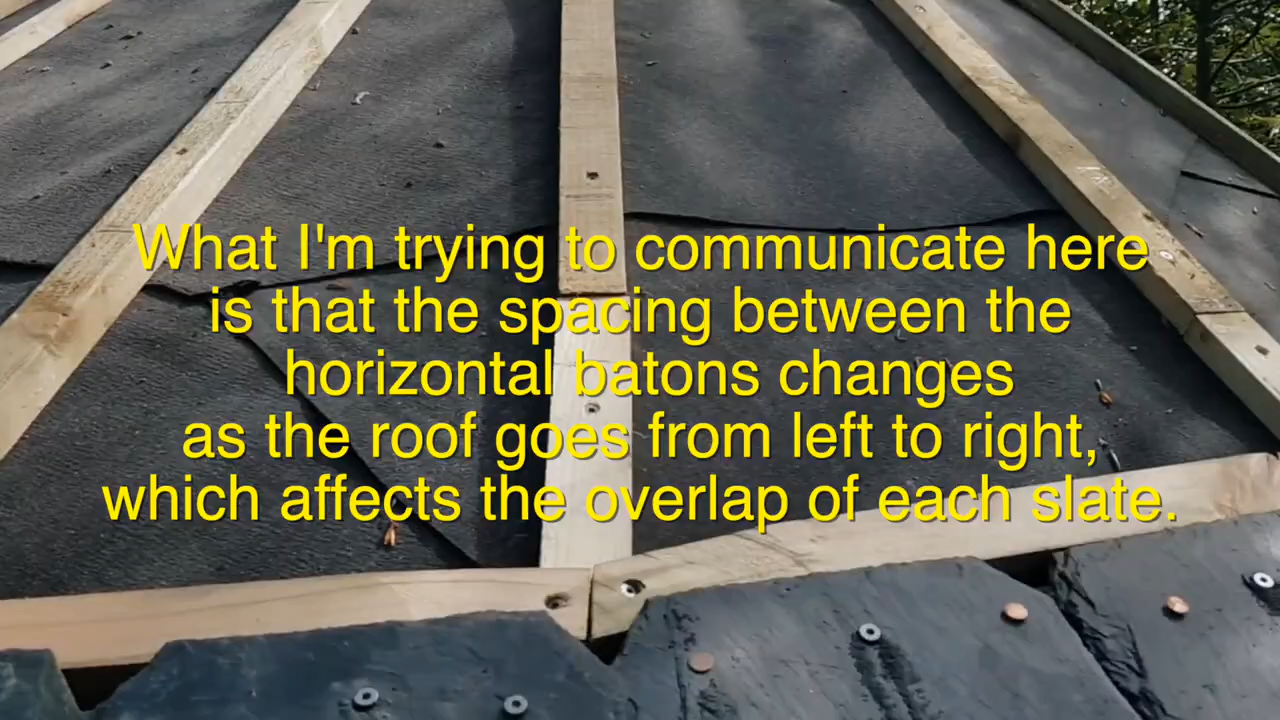 What I'm trying to communicate here
is that the spacing between the
horizontal batons changes
as the roof goes from left to right,
which affects the overlap of each slate.